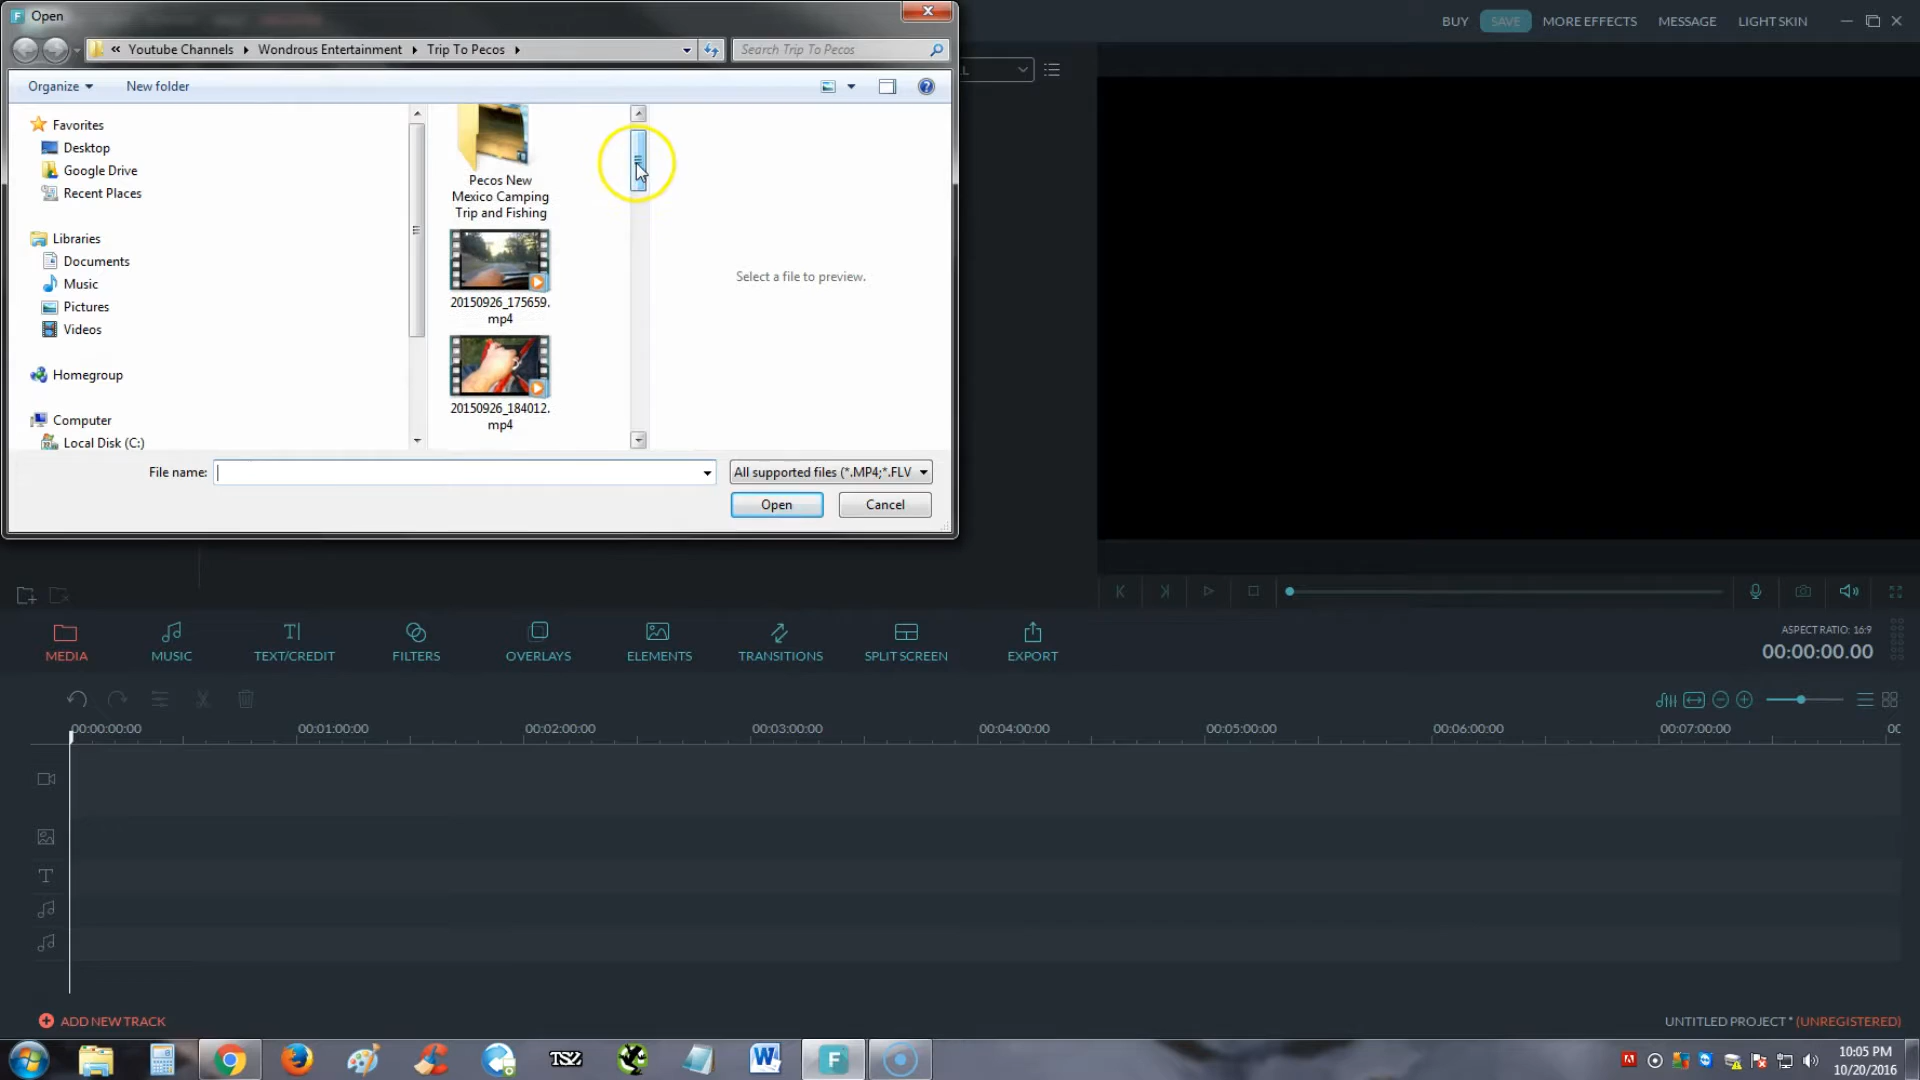 Open
BUY
SAVE
MORE EFFECTS
MESSAGE
LIGHT SKIN
« Youtube Channels
Wondrous Entertainment
Trip To Pecos
Search Trip To Pecos
Organize
New folder
Favorites
Desktop
Google Drive
Recent Places
Libraries
Documents
Music
Pictures
Videos
Homegroup
Computer
Local Disk (C:)
Pecos New
Mexico Camping
Trip and Fishing
20150926_175659.
mp4
20150926_184012.
mp4
Select a file to preview.
File name:
All supported files (*.MP4;*.FLV
Open
Cancel
MEDIA
MUSIC
TEXT/CREDIT
FILTERS
OVERLAYS
ELEMENTS
TRANSITIONS
SPLIT SCREEN
EXPORT
ASPECT RATIO: 16:9
00:00:00.00
00:00:00:00
00:01:00:00
00:02:00:00
00:03:00:00
00:04:00:00
00:05:00:00
00:06:00:00
00:07:00:00
ADD NEW TRACK
UNTITLED PROJECT * (UNREGISTERED)
10:05 PM
10/20/2016